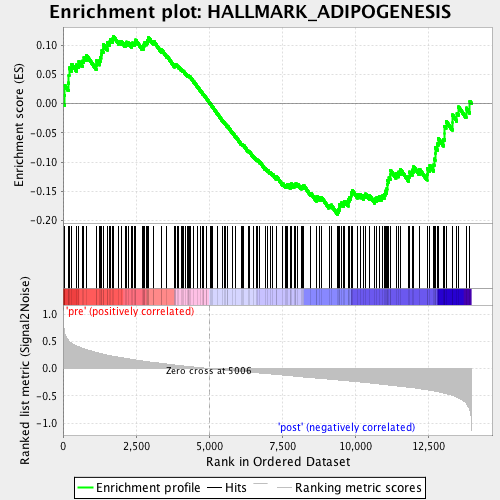 Enrichment plot: HALLMARK_ADIPOGENESIS
Enrichment score (ES)
0.10
0.05
0.00
-0.05
-0.10
-0.15
-0.20
'pre' (positively correlated)
Ranked list metric (Signal2Noise)
1.0
0.5
0.0
-0.5
-1.0
Zero cross at 5006
'post' (negatively correlated)
0
2,500
5,000
7,500
10,000
12,500
Rank in Ordered Dataset
Enrichment profile
Hits
Ranking metric scores